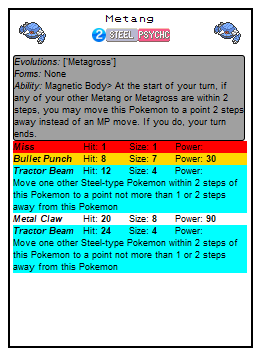 Metang
2 STEEL PSYCHC
Evolutions: ['Metagross']
Forms: None
Ability: Magnetic Body> At the start of your turn, if
any of your other Metang or Metagross are within 2
steps, you may move this Pokemon to a point 2 steps
away instead of an MP move. If you do, your turn
ends.
Miss Hit: 1 Size: 1 Power:
Bullet Punch Hit: 8 Size: 7 Power: 30
Tractor Beam Hit: 12 Size: 4 Power:
Move one other Steel-type Pokemon within 2 steps of
this Pokemon to a point not more than 1 or 2 steps
away from this Pokemon
Metal Claw Hit: 20 Size: 8 Power: 90
Tractor Beam Hit: 24 Size: 4 Power:
Move one other Steel-type Pokemon within 2 steps of
this Pokemon to a point not more than 1 or 2 steps
away from this Pokemon